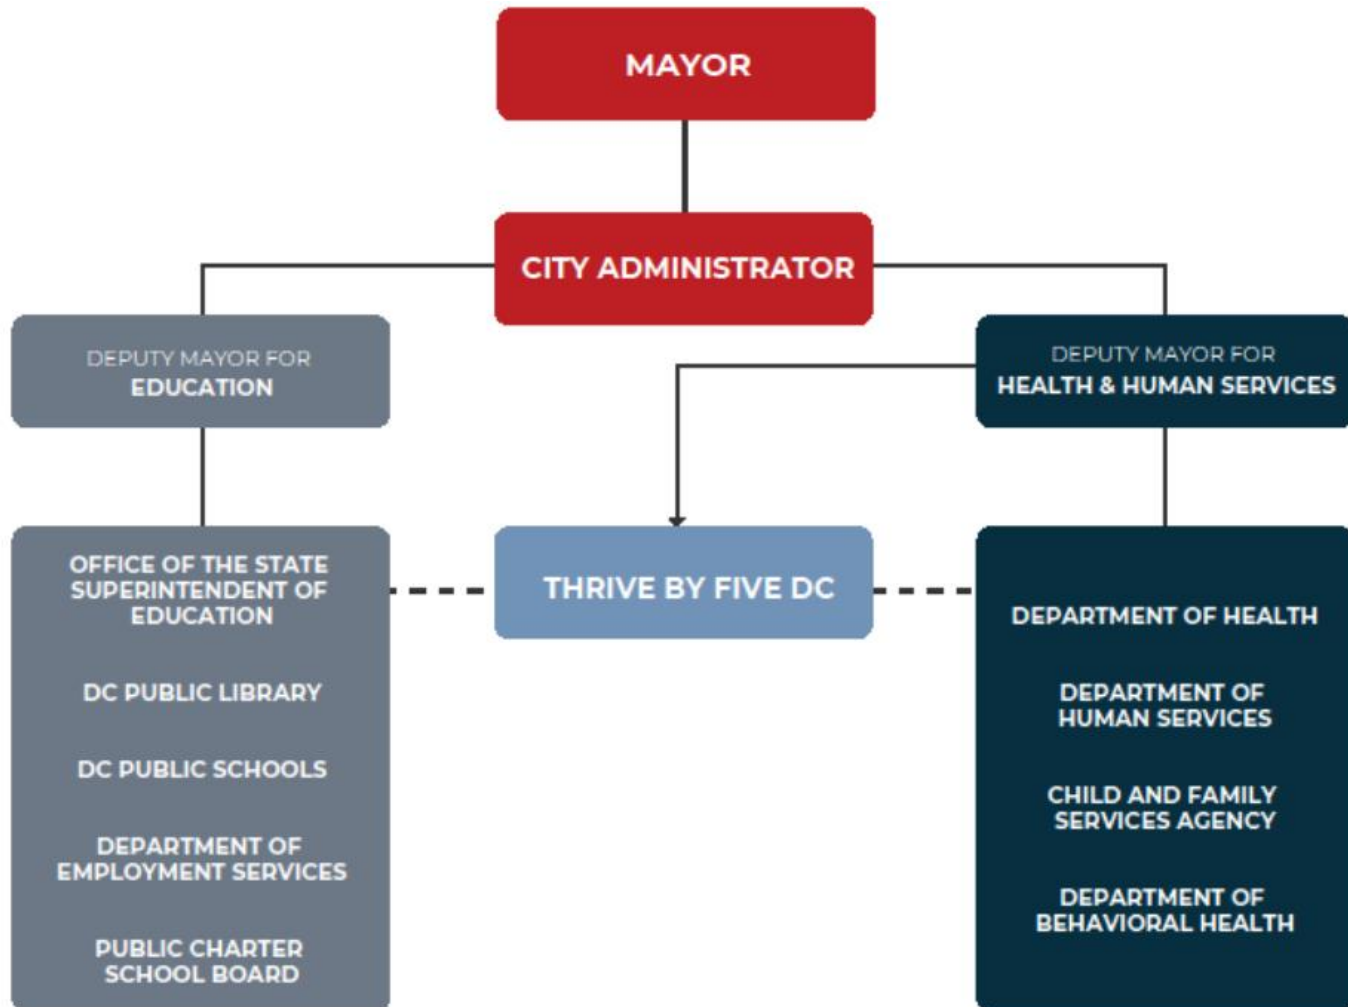 MAYOR
CITY ADMINISTRATOR
DEPUTY MAYOR FOR
EDUCATION
DEPUTY MAYOR FOR
HEALTH & HUMAN SERVICES
OFFICE OF THE STATE
SUPERINTENDENT OF
EDUCATION
DC PUBLIC LIBRARY
DC PUBLIC SCHOOLS
DEPARTMENT OF
EMPLOYMENT SERVICES
PUBLIC CHARTER
SCHOOL BOARD
THRIVE BY FIVE DC
DEPARTMENT OF HEALTH
DEPARTMENT OF
HUMAN SERVICES
CHILD AND FAMILY
SERVICES AGENCY
DEPARTMENT OF
BEHAVIORAL HEALTH